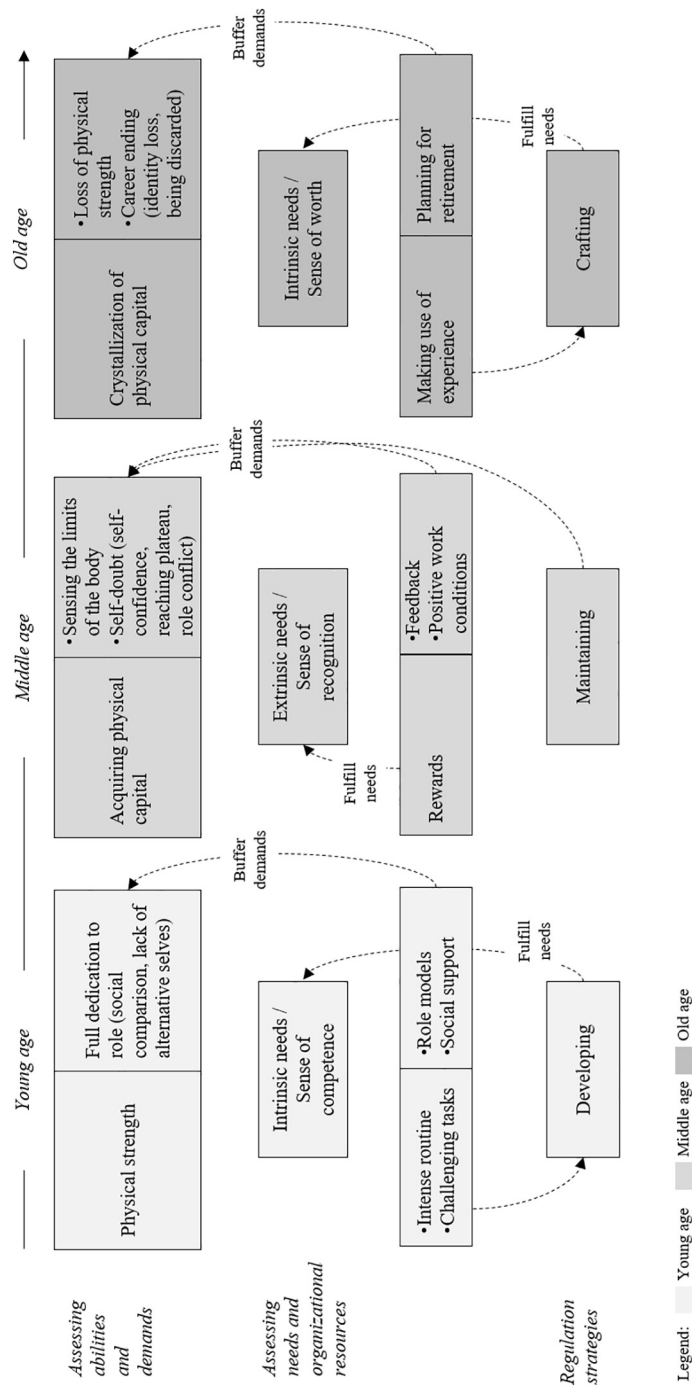 Young age
Middle age
Old age
Assessing
abilities
and
demands
Physical strength
Full dedication to
role (social
comparison, lack of
alternative selves)
Acquiring physical
capital
•Sensing the limits
of the body
•Self-doubt (self-
confidence,
reaching plateau,
role conflict)
Crystallization of
physical capital
•Loss of physical
strength
•Career ending
(identity loss,
being discarded)
Buffer
demands
Buffer
demands
Buffer
demands
Assessing
needs and
organizational
resources
Intrinsic needs /
Sense of
competence
Extrinsic needs /
Sense of
recognition
Intrinsic needs /
Sense of worth
Fulfill
needs
•Intense routine
•Challenging tasks
•Role models
•Social support
Rewards
•Feedback
•Positive work
conditions
Making use of
experience
Planning for
retirement
Fulfill
needs
Fulfill
needs
Regulation
strategies
Developing
Maintaining
Crafting
Legend:
Young age
Middle age
Old age